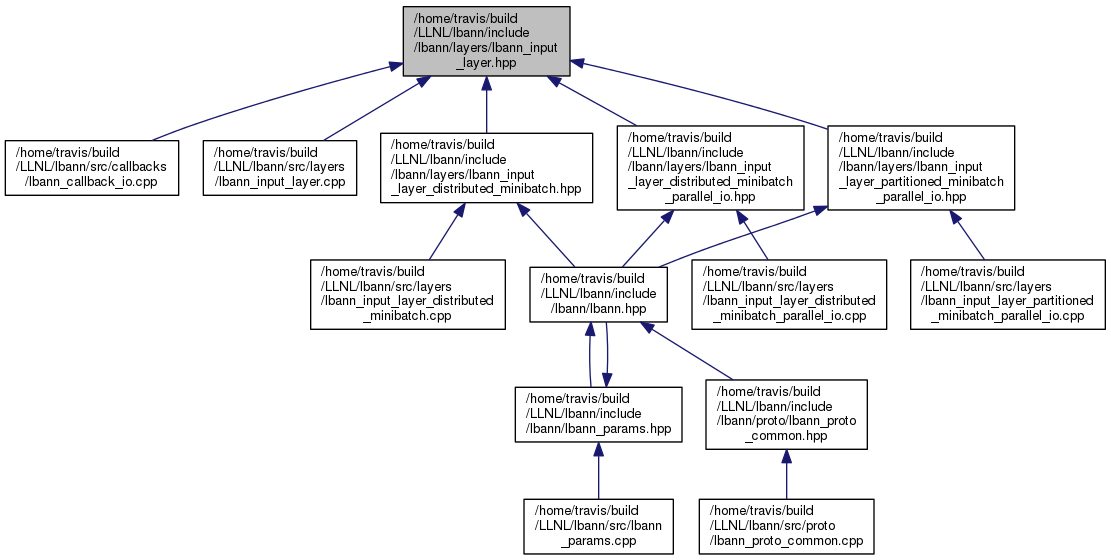 /home/travis/build
/LLNL/lbann/include
/lbann/layers/lbann_input
_layer.hpp
/home/travis/build
/LLNL/lbann/src/callbacks
/lbann_callback_io.cpp
/home/travis/build
/LLNL/lbann/src/layers
/lbann_input_layer.cpp
/home/travis/build
/LLNL/lbann/include
/lbann/layers/lbann_input
_layer_distributed_minibatch.hpp
/home/travis/build
/LLNL/lbann/include
/lbann/layers/lbann_input
_layer_distributed_minibatch
_parallel_io.hpp
/home/travis/build
/LLNL/lbann/include
/lbann/layers/lbann_input
_layer_partitioned_minibatch
_parallel_io.hpp
/home/travis/build
/LLNL/lbann/src/layers
/lbann_input_layer_distributed
_minibatch.cpp
/home/travis/build
/LLNL/lbann/include
/lbann/lbann.hpp
/home/travis/build
/LLNL/lbann/src/layers
/lbann_input_layer_distributed
_minibatch_parallel_io.cpp
/home/travis/build
/LLNL/lbann/src/layers
/lbann_input_layer_partitioned
_minibatch_parallel_io.cpp
/home/travis/build
/LLNL/lbann/include
/lbann/lbann_params.hpp
/home/travis/build
/LLNL/lbann/include
/lbann/proto/lbann_proto
_common.hpp
/home/travis/build
/LLNL/lbann/src/lbann
_params.cpp
/home/travis/build
/LLNL/lbann/src/proto
/lbann_proto_common.cpp